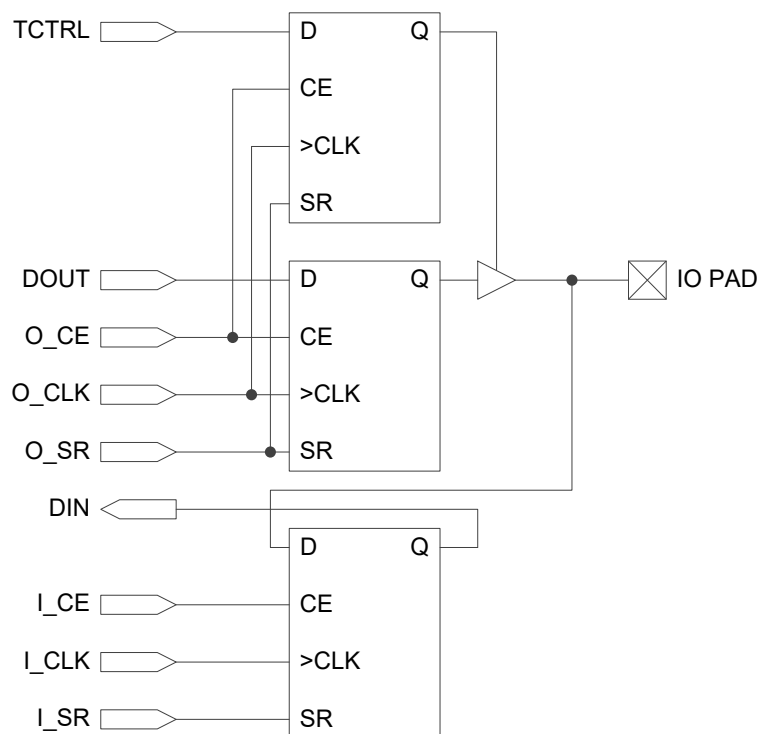 TCTRL D Q
CE
>CLK
SR
DOUT D Q IO PAD
O_CE CE
O_CLK >CLK
O_SR SR
DIN
D Q
I_CE CE
I_CLK >CLK
I_SR SR